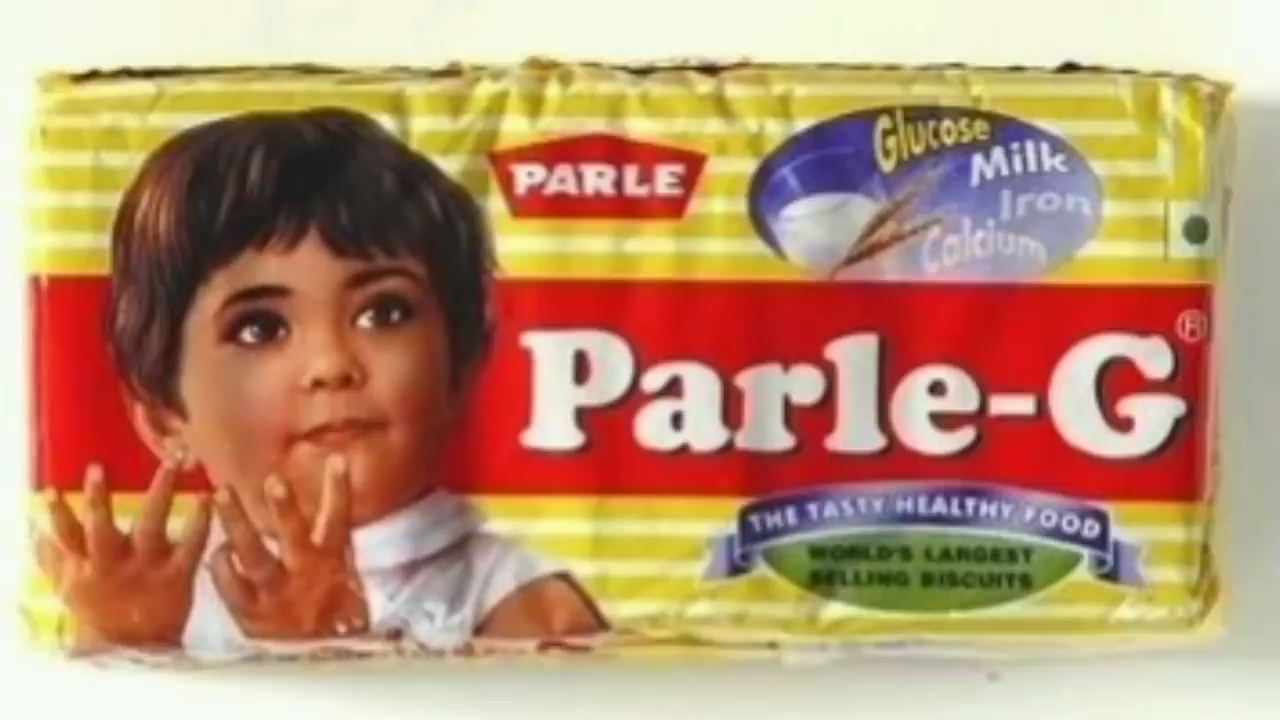 PARLE
Glucose
Milk
Iron
Calcium
Parle-G®
THE TASTY HEALTHY FOOD
WORLD'S LARGEST
SELLING BISCUITS